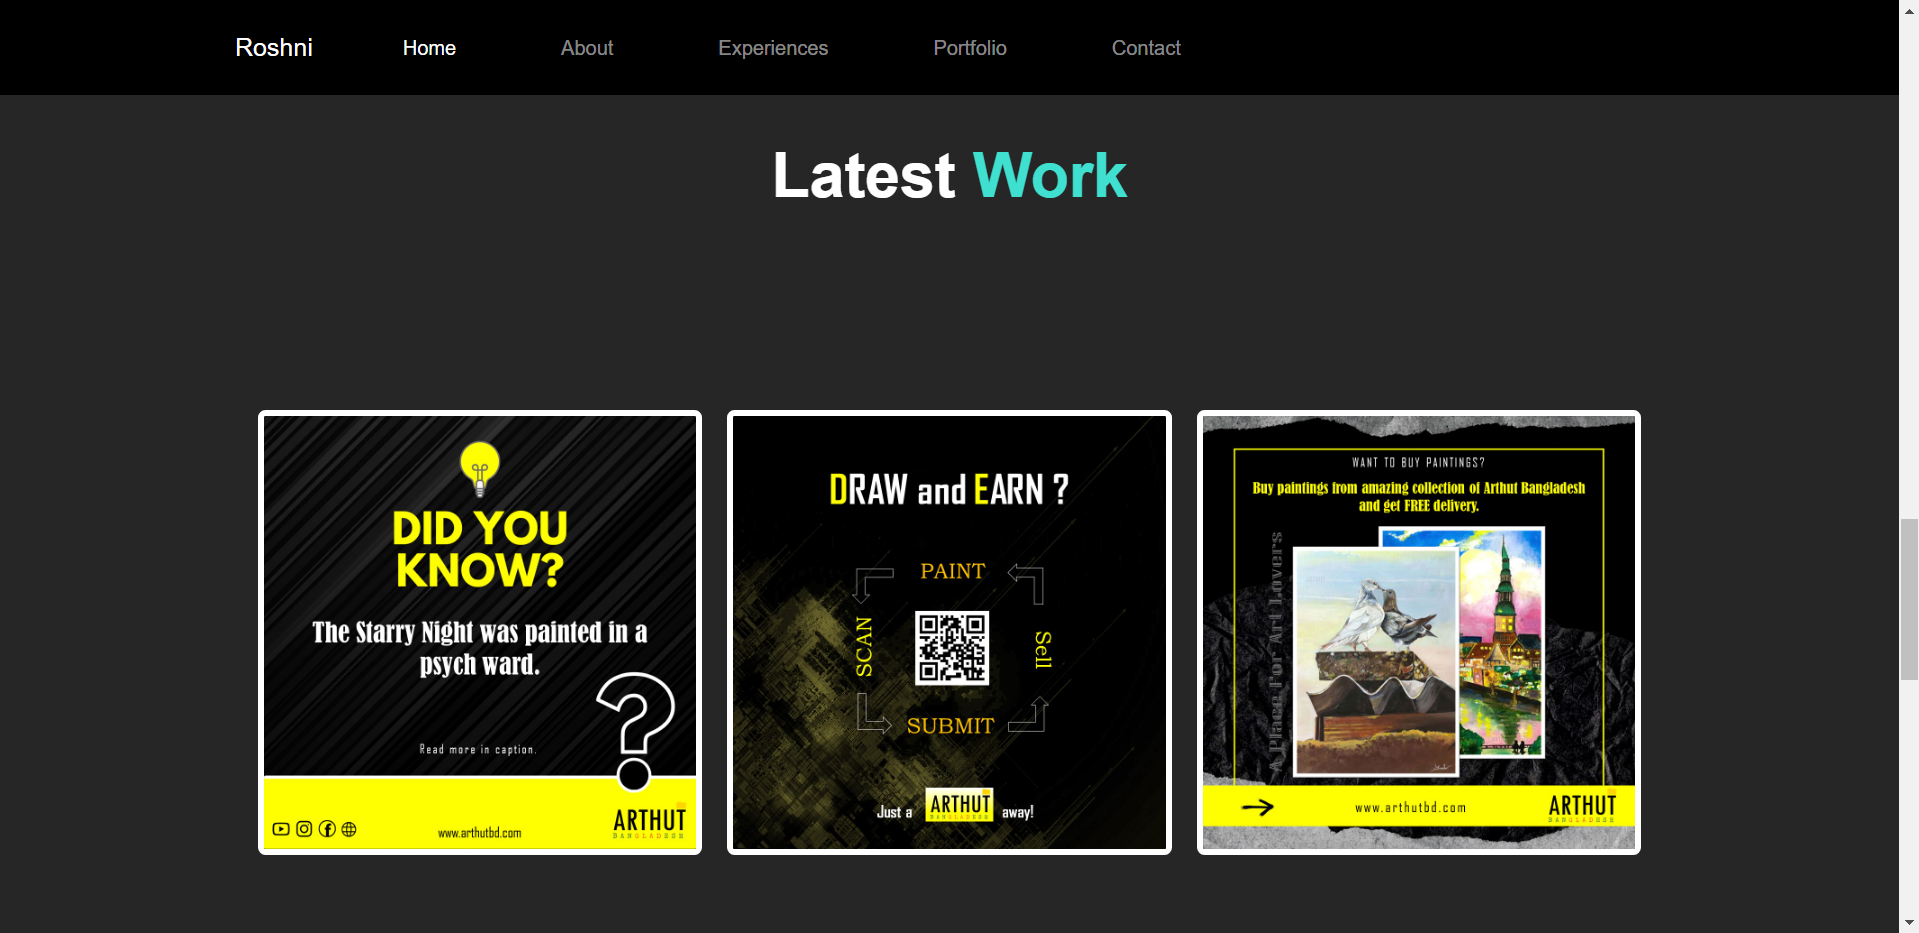 Roshni
Home
About
Experiences
Portfolio
Contact
Latest Work
DID YOU
KNOW?
The Starry Night was painted in a
psych ward.
Read more in caption.
www.arthutbd.com
ARTHUT
BANGLADESH
DRAW and EARN ?
PAINT
SCAN
Sell
SUBMIT
Just a
ARTHUT
BANGLADESH
away!
WANT TO BUY PAINTINGS?
Buy paintings from amazing collection of Arthut Bangladesh
and get FREE delivery.
A Place For Art Lovers
www.arthutbd.com
ARTHUT
BANGLADESH